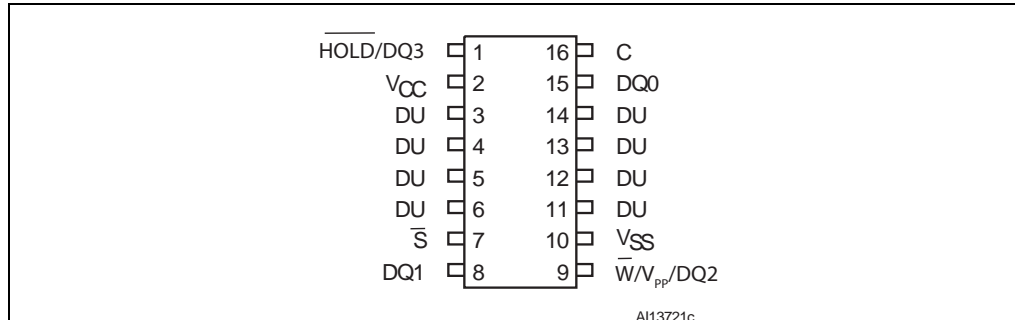 H̅O̅L̅D̅/DQ3 1 16 C
VCC 2 15 DQ0
DU 3 14 DU
DU 4 13 DU
DU 5 12 DU
DU 6 11 DU
S̅ 7 10 VSS
DQ1 8 9 W̅/VPP/DQ2
AI13721c